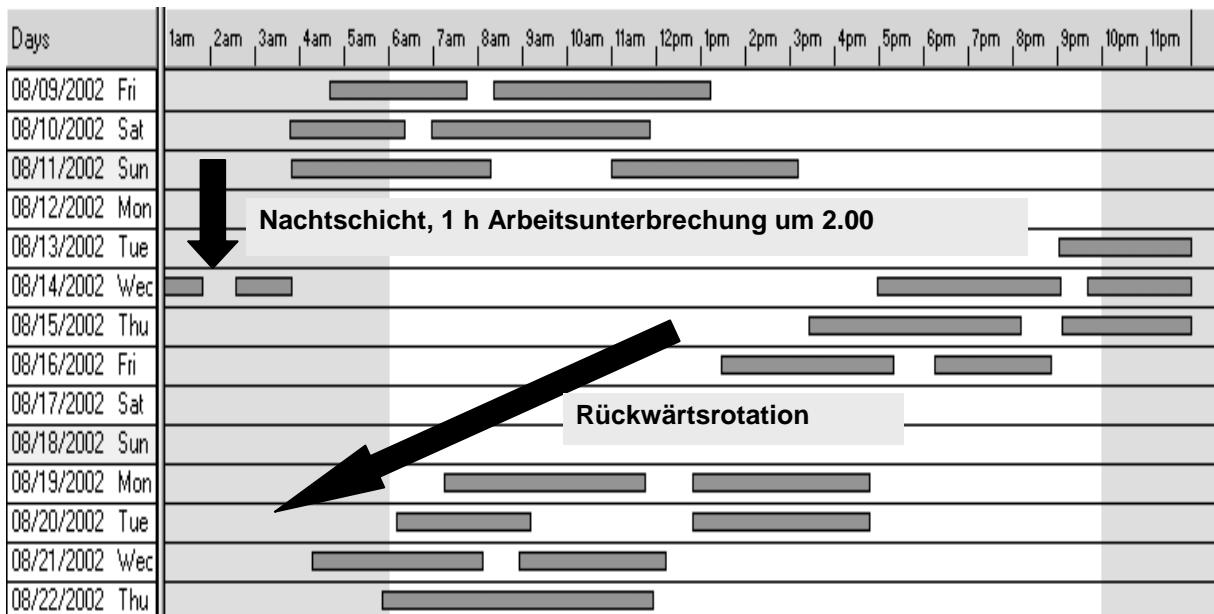 Days 1am 2am 3am 4am 5am 6am 7am 8am 9am 10am 11am 12pm 1pm 2pm 3pm 4pm 5pm 6pm 7pm 8pm 9pm 10pm 11pm
08/09/2002 Fri
08/10/2002 Sat
08/11/2002 Sun
08/12/2002 Mon
Nachtschicht, 1 h Arbeitsunterbrechung um 2.00
08/13/2002 Tue
08/14/2002 Wed
08/15/2002 Thu
08/16/2002 Fri
08/17/2002 Sat
Rückwärtsrotation
08/18/2002 Sun
08/19/2002 Mon
08/20/2002 Tue
08/21/2002 Wed
08/22/2002 Thu